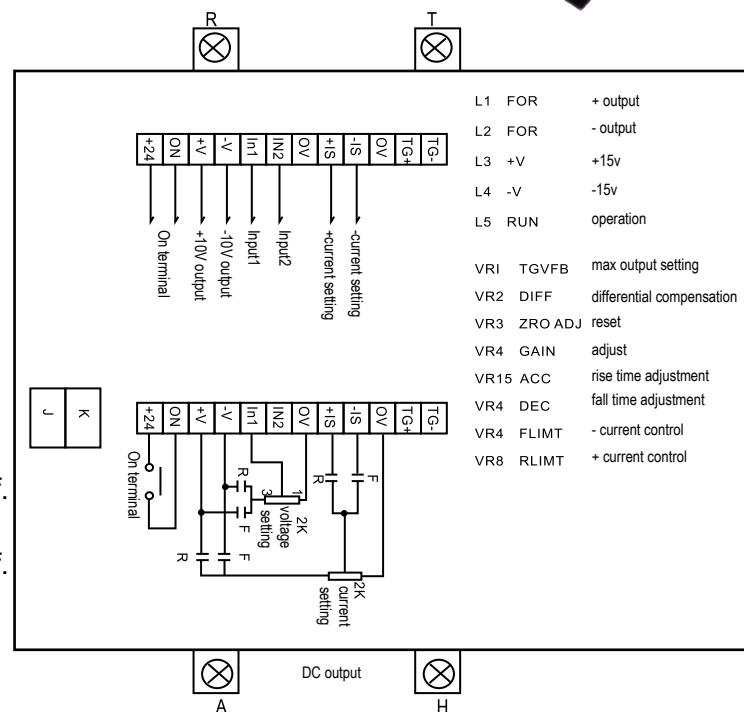 R
T
+24 ON +V -V In1 IN2 OV +IS -IS OV TG+ TG-
On terminal
+10V output
-10V output
Input1
Input2
+current setting
-current setting
L1 FOR + output
L2 FOR - output
L3 +V +15v
L4 -V -15v
L5 RUN operation
VRI TGVFB max output setting
VR2 DIFF differential compensation
VR3 ZRO ADJ reset
VR4 GAIN adjust
VR15 ACC rise time adjustment
VR4 DEC fall time adjustment
VR4 FLIMT - current control
VR8 RLIMT + current control
J K
+24 ON +V -V In1 IN2 OV +IS -IS OV TG+ TG-
On terminal
R
F
3
1
2K
voltage
setting
R
F
R
F
2K
current
setting
DC output
A
H